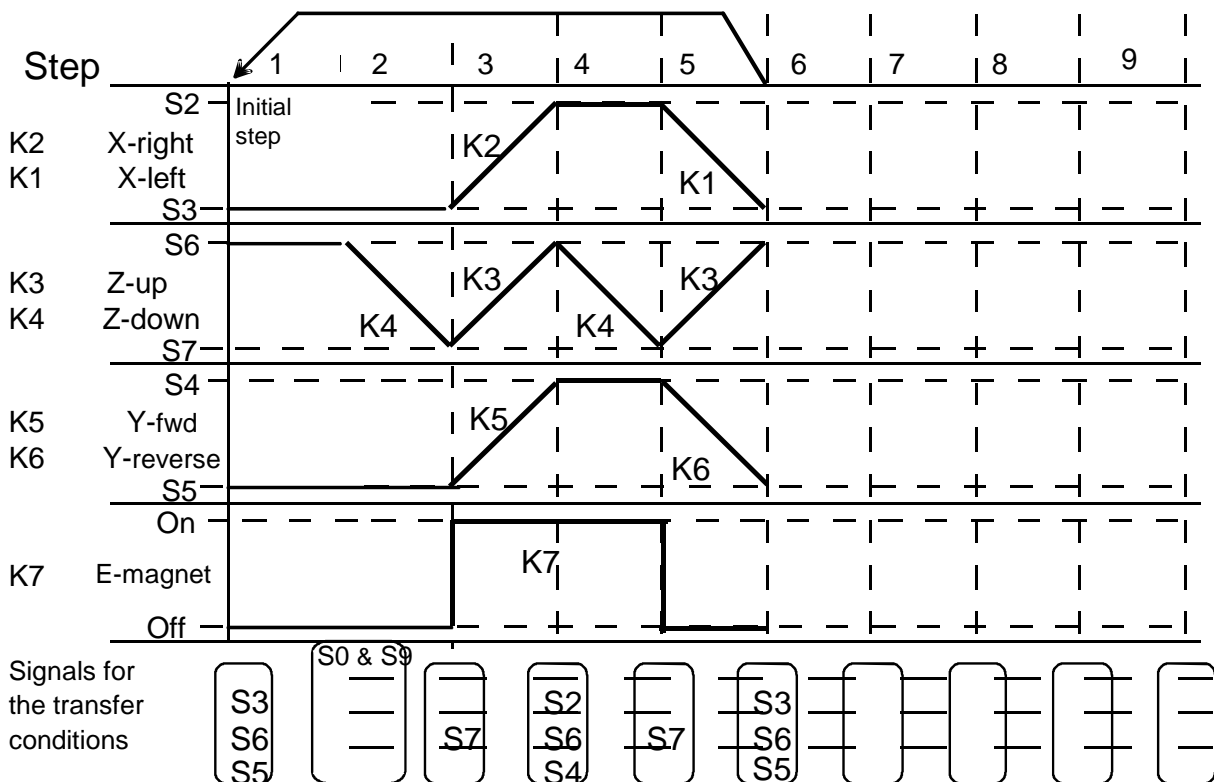 Step 1 2 3 4 5 6 7 8 9
S2 Initial
step
K2 X-right K2
K1 X-left K1
S3
S6
K3 Z-up K3 K3
K4 Z-down K4 K4
S7
S4
K5 Y-fwd K5
K6 Y-reverse K6
S5
On
K7 E-magnet K7
Off
S0 & S9
Signals for
the transfer
conditions
S3 S2 S3
S6 S7 S6 S7 S6
S5 S4 S5